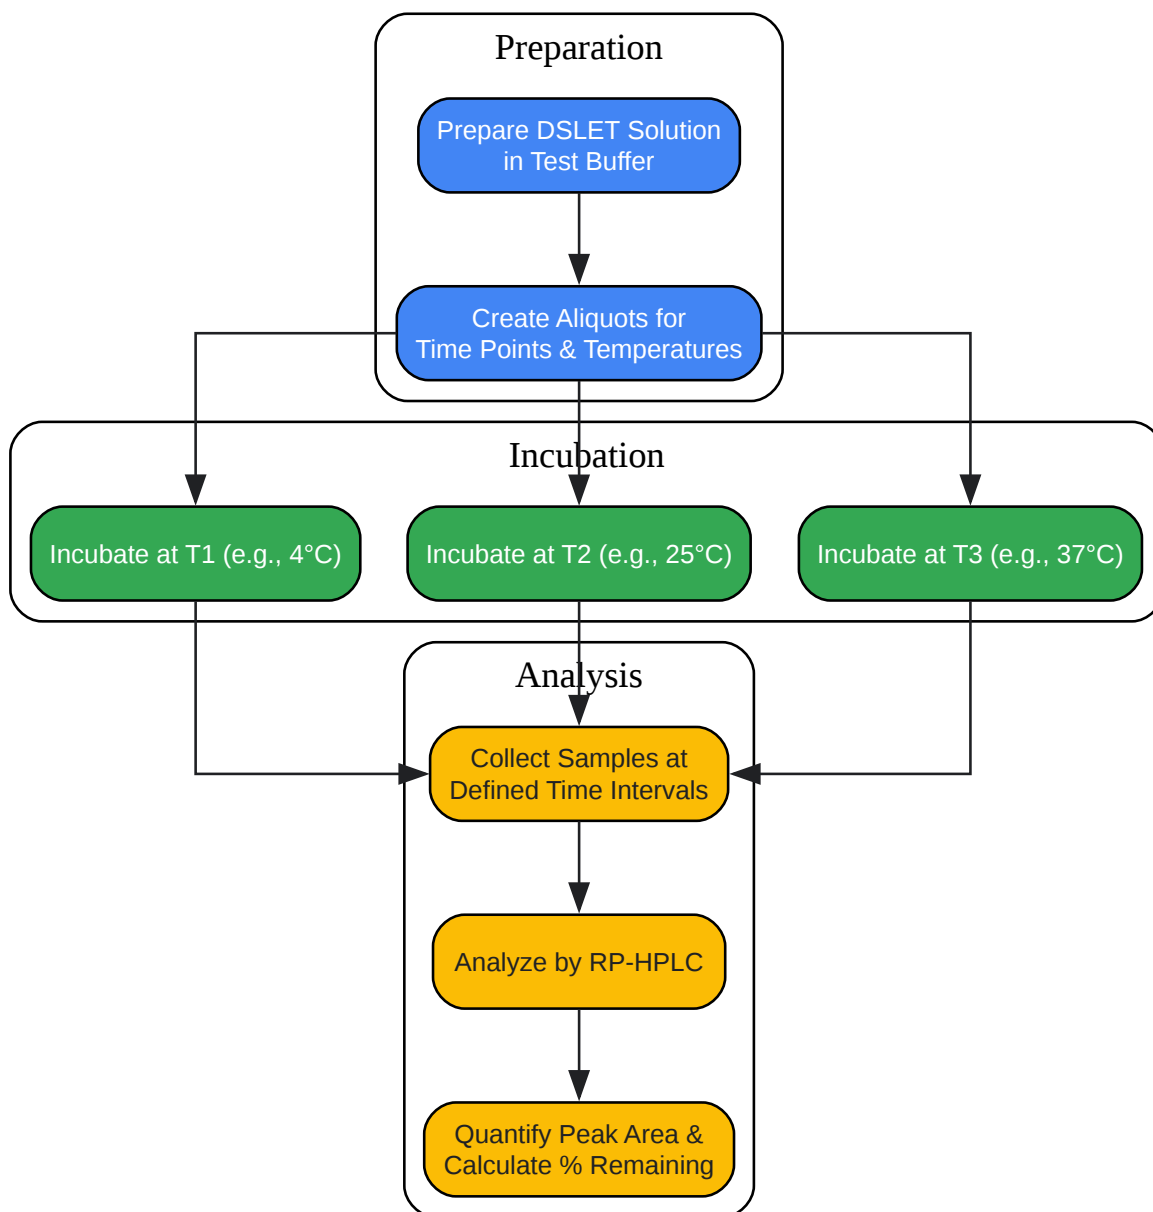 Preparation
Prepare DSLET Solution
in Test Buffer
Create Aliquots for
Time Points & Temperatures
Incubation
Incubate at T1 (e.g., 4°C)
Incubate at T2 (e.g., 25°C)
Incubate at T3 (e.g., 37°C)
Analysis
Collect Samples at
Defined Time Intervals
Analyze by RP-HPLC
Quantify Peak Area &
Calculate % Remaining